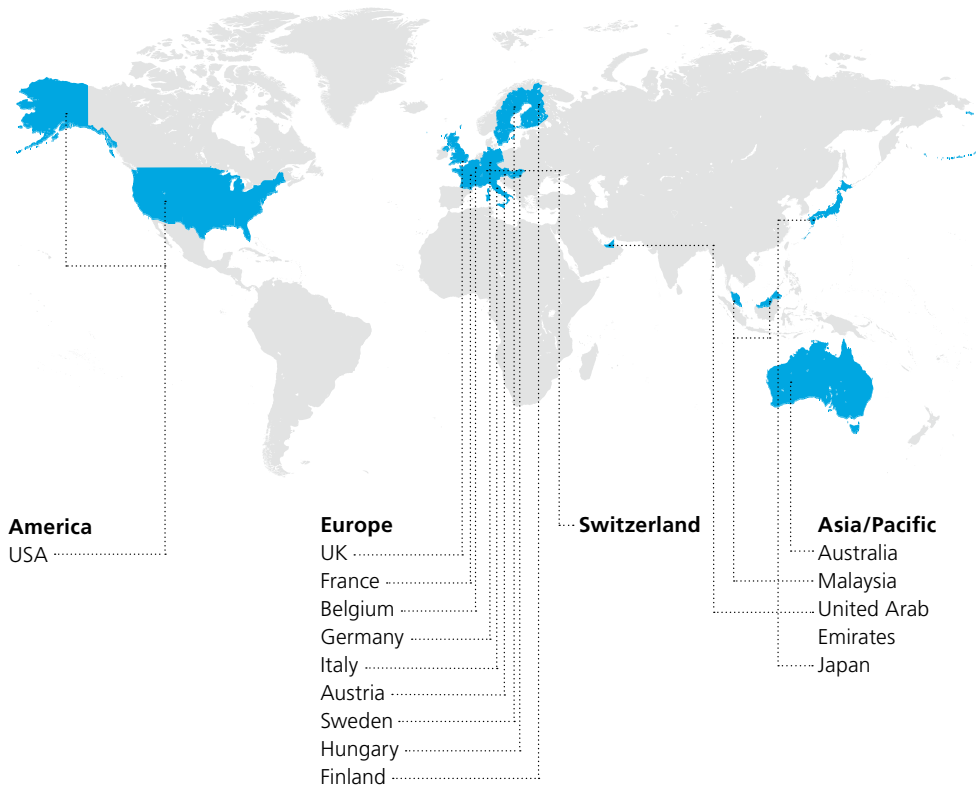 America
USA
Europe
UK
France
Belgium
Germany
Italy
Austria
Sweden
Hungary
Finland
Switzerland
Asia/Pacific
Australia
Malaysia
United Arab
Emirates
Japan